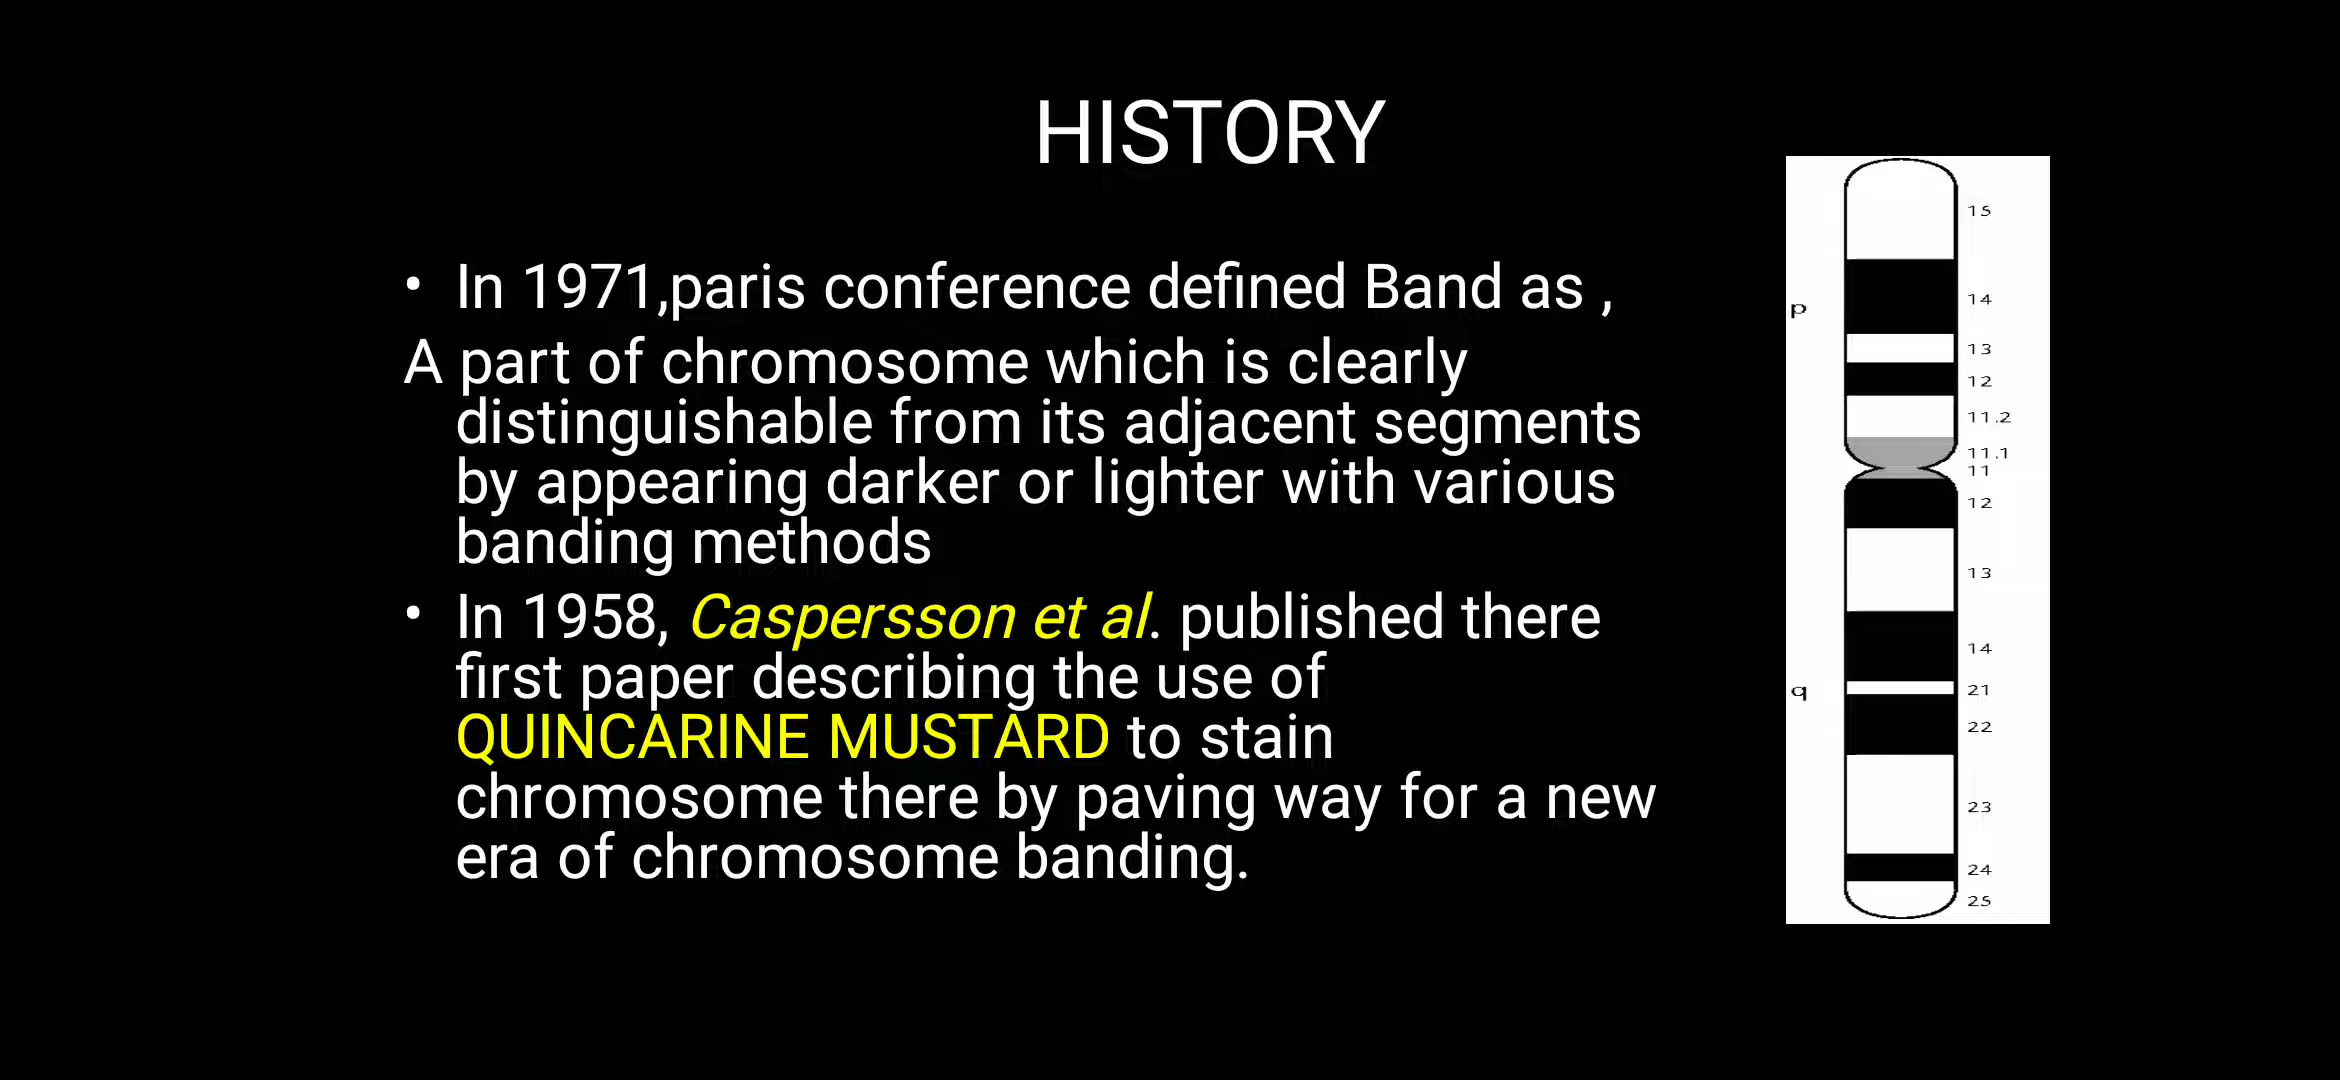 HISTORY
• In 1971,paris conference defined Band as ,
A part of chromosome which is clearly
distinguishable from its adjacent segments
by appearing darker or lighter with various
banding methods
• In 1958, Caspersson et al. published there
first paper describing the use of
QUINCARINE MUSTARD to stain
chromosome there by paving way for a new
era of chromosome banding.
15
14
p
13
12
11.2
11.1
11
12
13
14
q
21
22
23
24
25